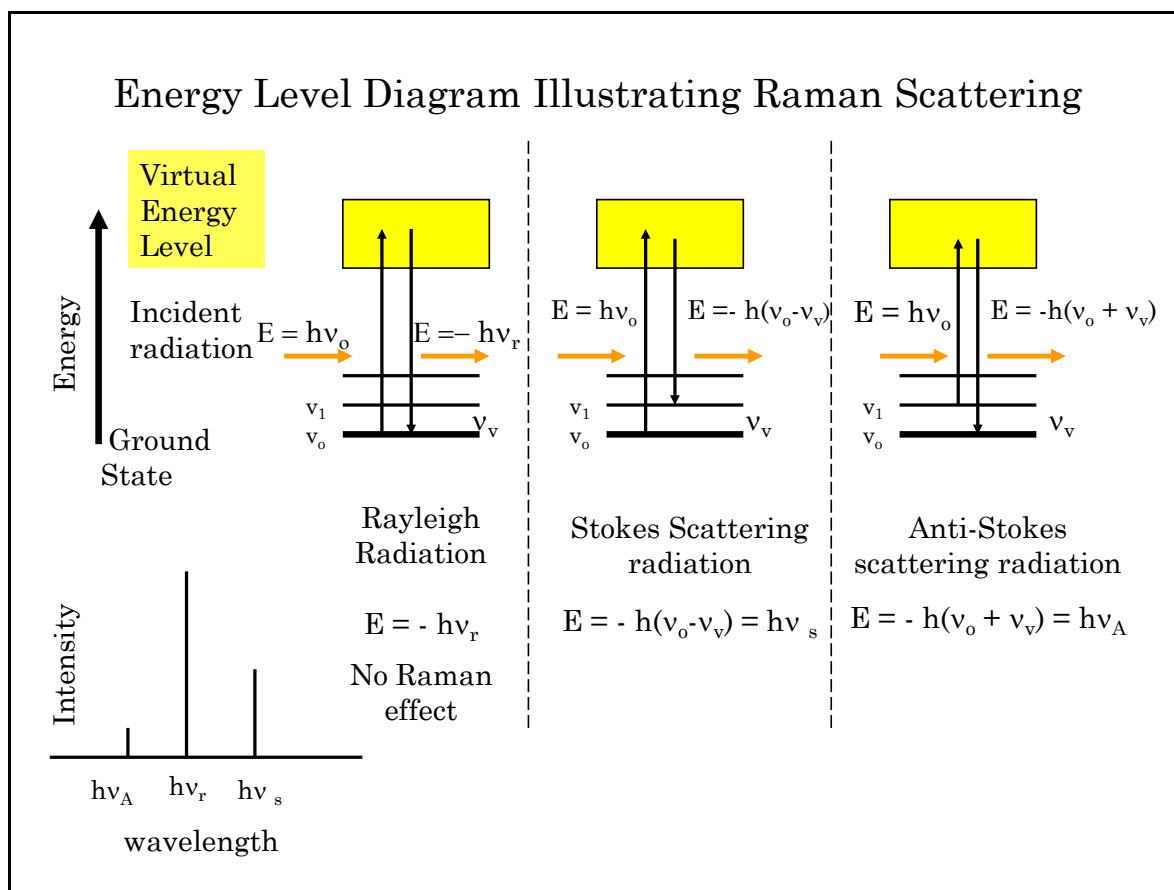 Energy Level Diagram Illustrating Raman Scattering
Virtual
Energy
Level
Energy
Incident
radiation
E = hνₒ
E =– hνᵣ
v₁
vₒ
νᵥ
Ground
State
E = hνₒ
E =- h(νₒ-νᵥ)
v₁
vₒ
νᵥ
E = hνₒ
E = -h(νₒ + νᵥ)
v₁
vₒ
νᵥ
Rayleigh
Radiation
E = - hνᵣ
No Raman
effect
Stokes Scattering
radiation
E = - h(νₒ-νᵥ) = hν ₛ
Anti-Stokes
scattering radiation
E = - h(νₒ + νᵥ) = hν_A
Intensity
hν_A
hνᵣ
hν ₛ
wavelength